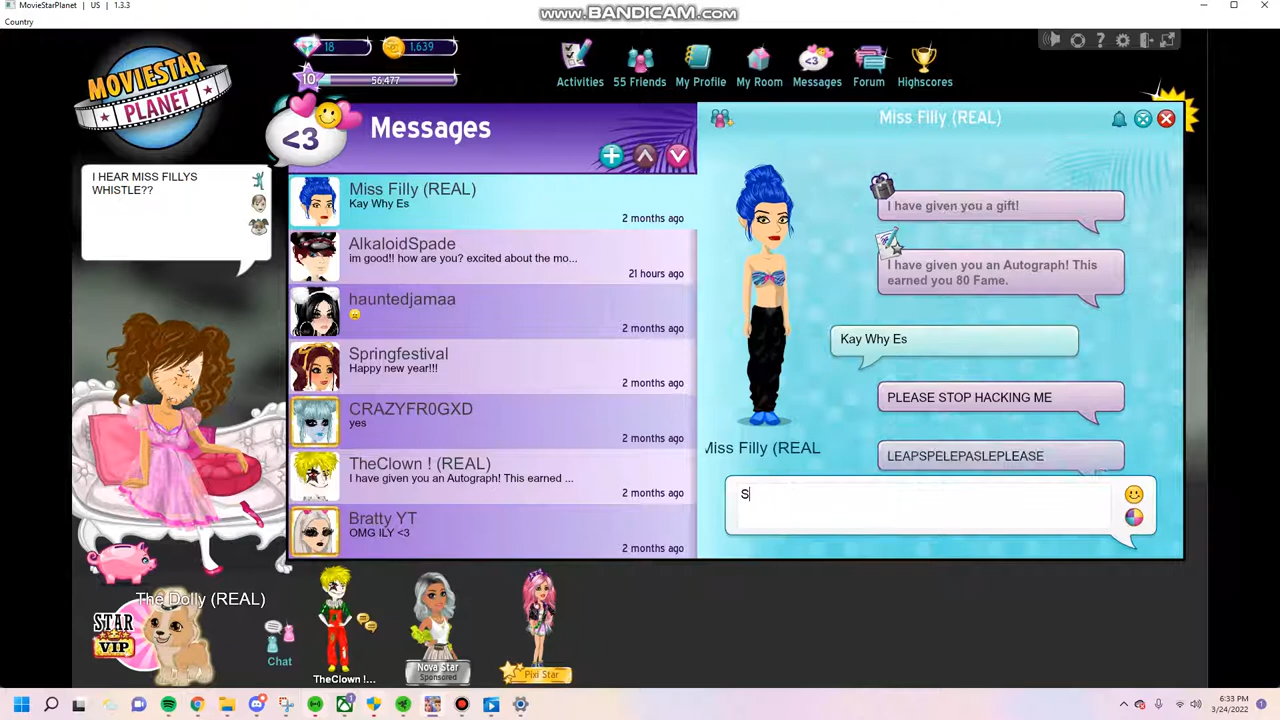 MovieStarPlanet | US | 1.3.3
Country
www.BANDICAM.com
MOVIESTAR
PLANET
18
1,639
10
56,477
Activities
55 Friends
My Profile
My Room
Messages
Forum
Highscores
<3
Messages
I HEAR MISS FILLYS
WHISTLE??
Miss Filly (REAL)
Kay Why Es
2 months ago
AlkaloidSpade
im good!! how are you? excited about the mo...
21 hours ago
hauntedjamaa
2 months ago
Springfestival
Happy new year!!!
2 months ago
CRAZYFR0GXD
yes
2 months ago
TheClown ! (REAL)
I have given you an Autograph! This earned ...
2 months ago
Bratty YT
OMG ILY <3
2 months ago
Miss Filly (REAL)
I have given you a gift!
I have given you an Autograph! This
earned you 80 Fame.
Kay Why Es
PLEASE STOP HACKING ME
LEAPSPELEPASLEPLEASE
Miss Filly (REAL
S
The Dolly (REAL)
STAR
VIP
Chat
TheClown !...
Nova Star
Sponsored
Pixi Star
6:33 PM
3/24/2022